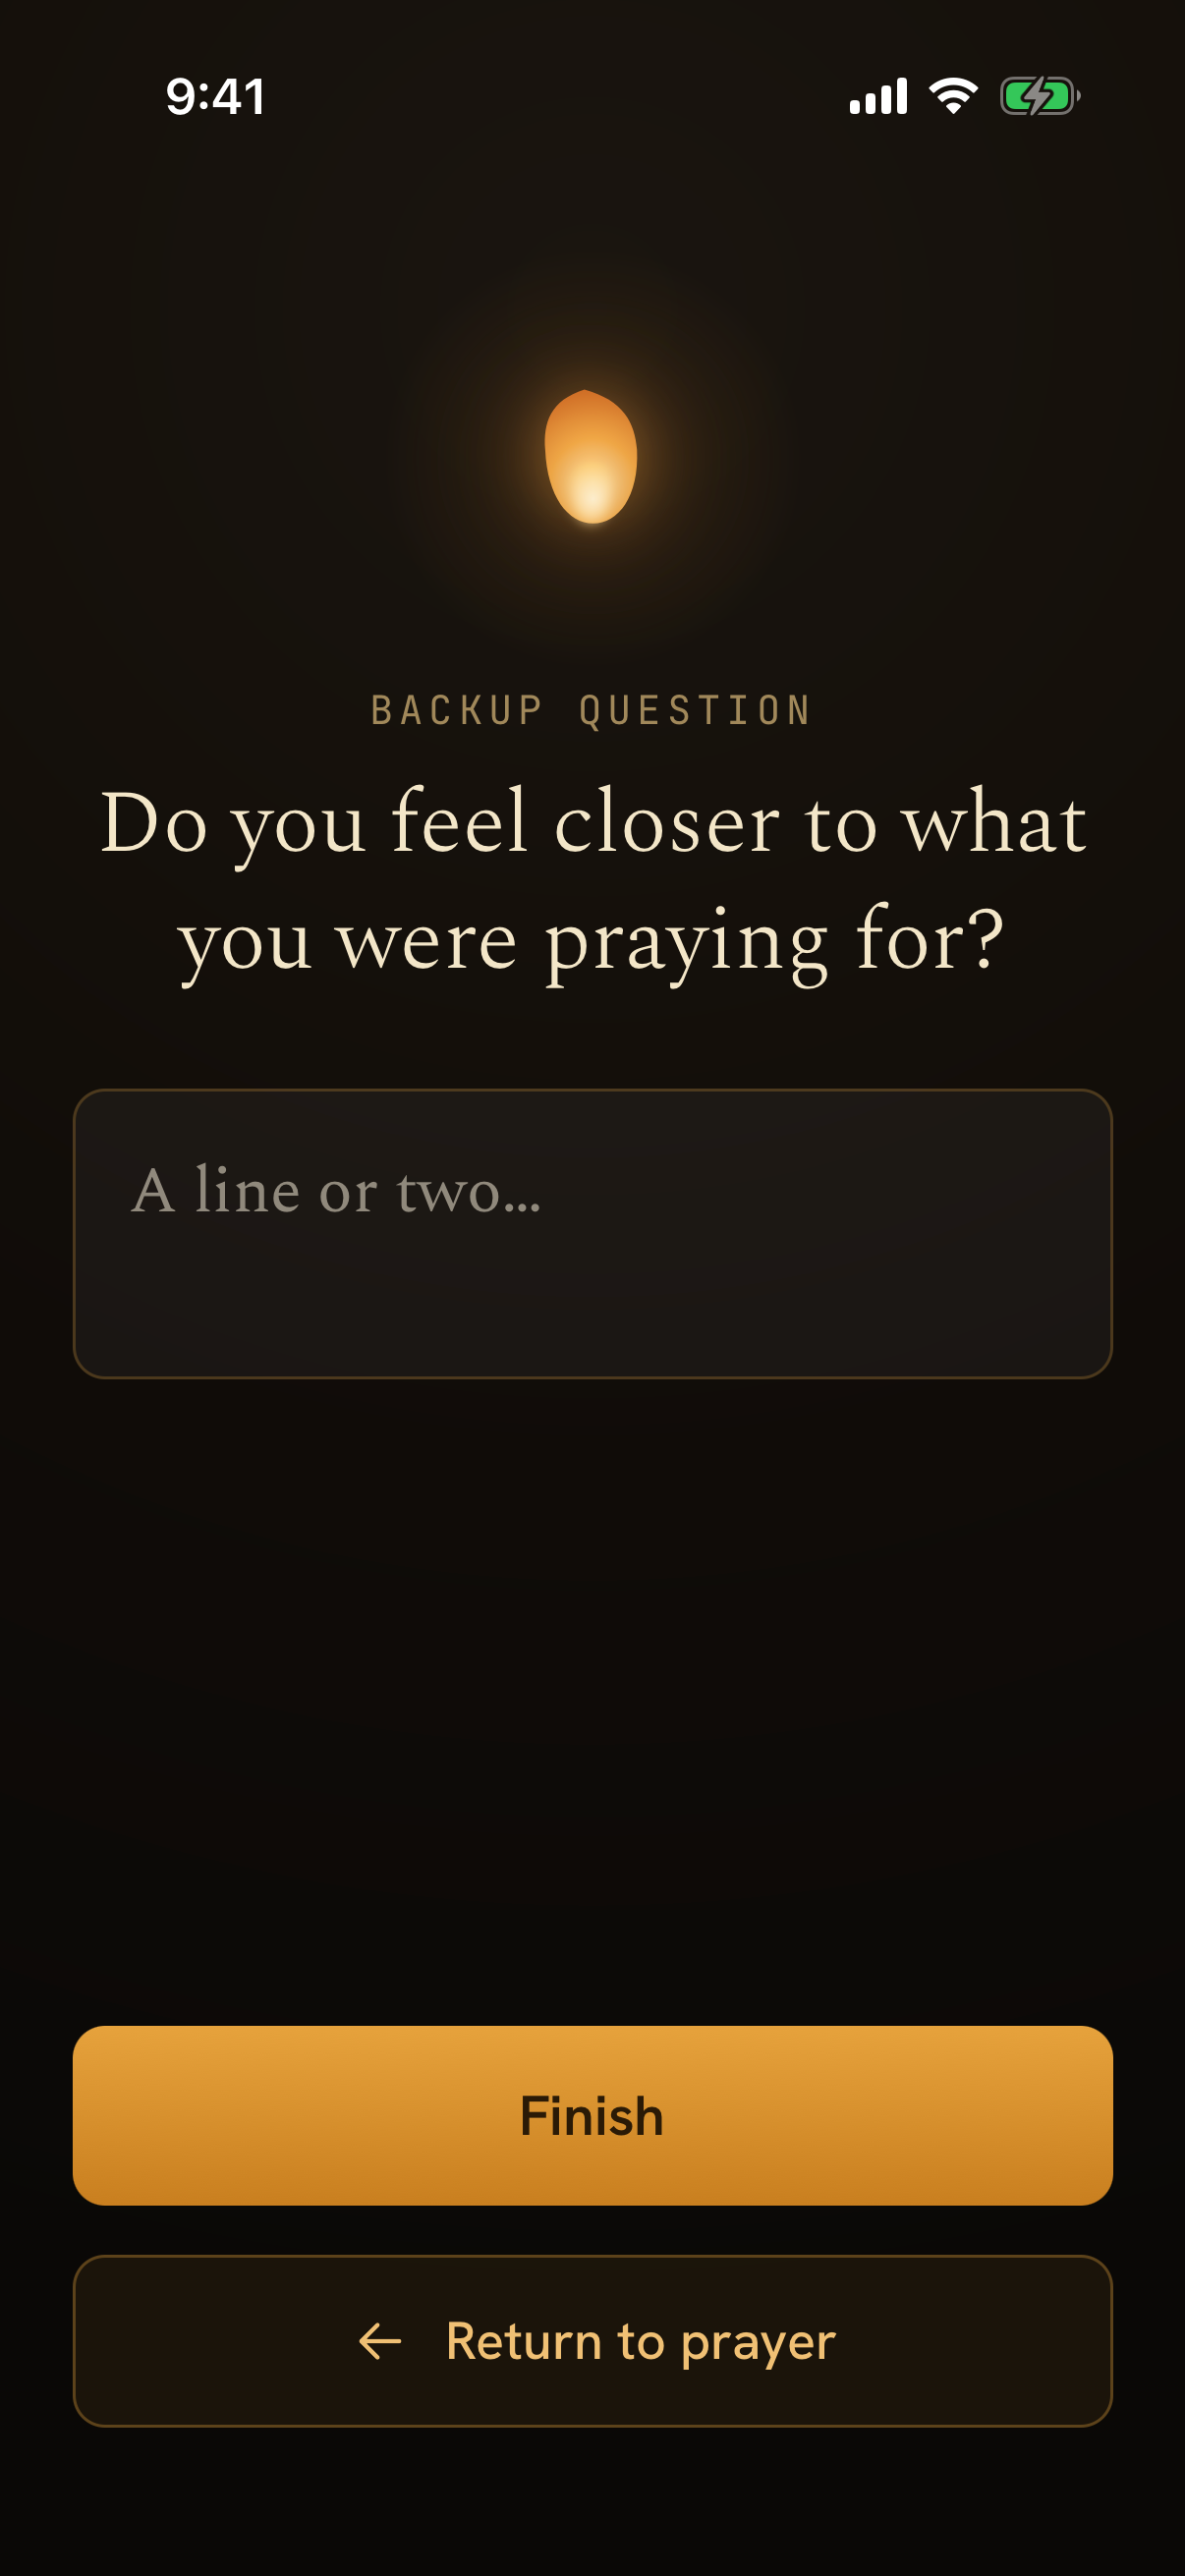 9:41
BACKUP QUESTION
Do you feel closer to what
you were praying for?
A line or two...
Finish
← Return to prayer